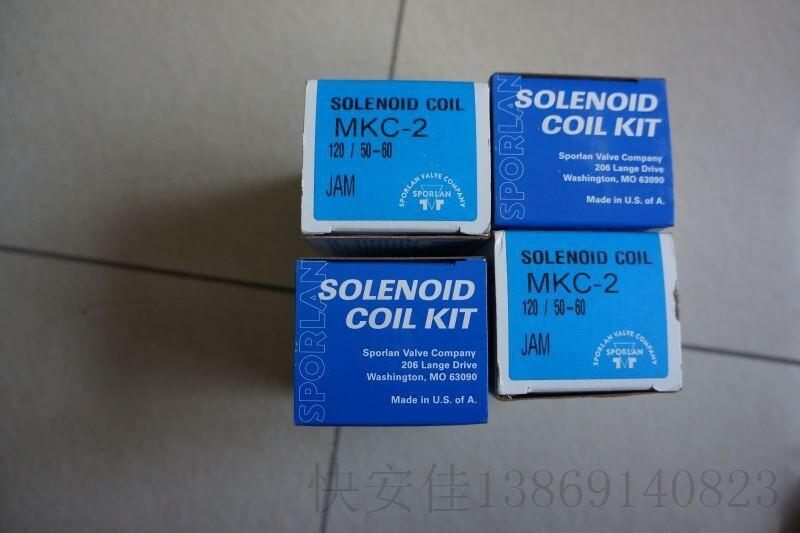 SOLENOID COIL
MKC-2
120 / 50-60
JAM
SPORLAN VALVE COMPANY
SPORLAN
SPORLAN
SOLENOID
COIL KIT
Sporlan Valve Company
206 Lange Drive
Washington, MO 63090
Made in U.S. of A.
SPORLAN
SOLENOID
COIL KIT
Sporlan Valve Company
206 Lange Drive
Washington, MO 63090
Made in U.S. of A.
SOLENOID COIL
MKC-2
120 / 50-60
JAM
SPORLAN VALVE COMPANY
SPORLAN
快安佳13869140823